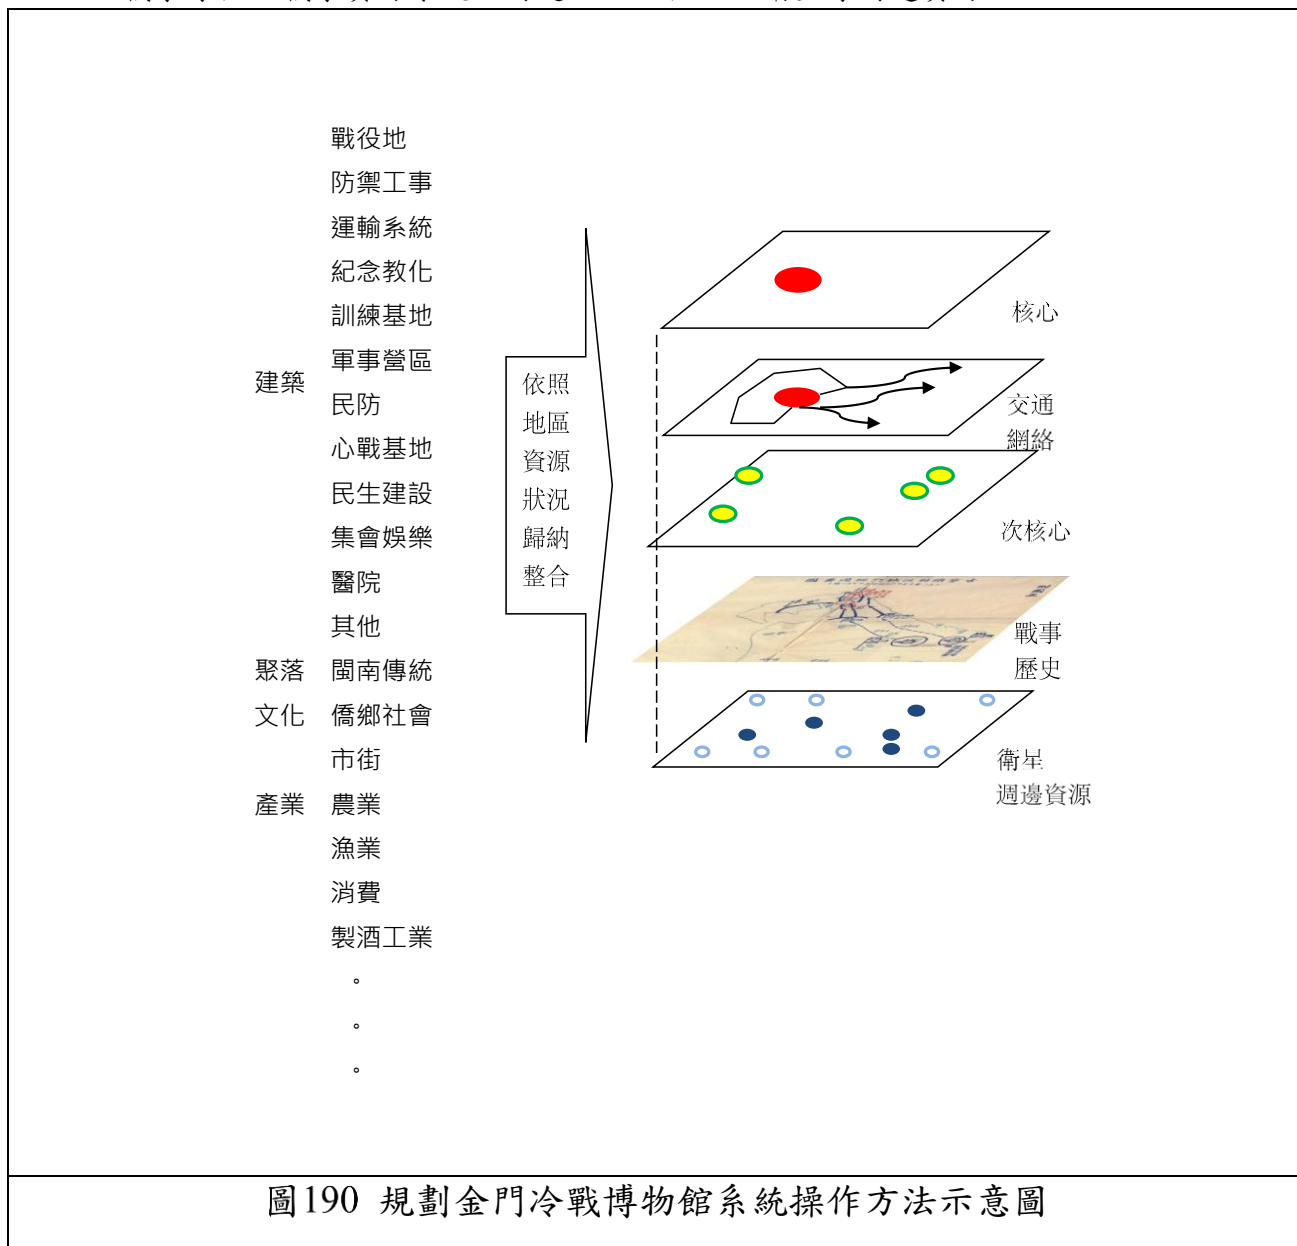 戰役地
防禦工事
運輸系統
紀念教化
訓練基地
軍事營區
建築
民防
心戰基地
民生建設
集會娛樂
醫院
其他
聚落 閩南傳統
文化 僑鄉社會
市街
產業 農業
漁業
消費
製酒工業
。
。
。
依照
地區
資源
狀況
歸納
整合
核心
交通
網絡
次核心
戰事
歷史
衛星
週邊資源
圖190 規劃金門冷戰博物館系統操作方法示意圖